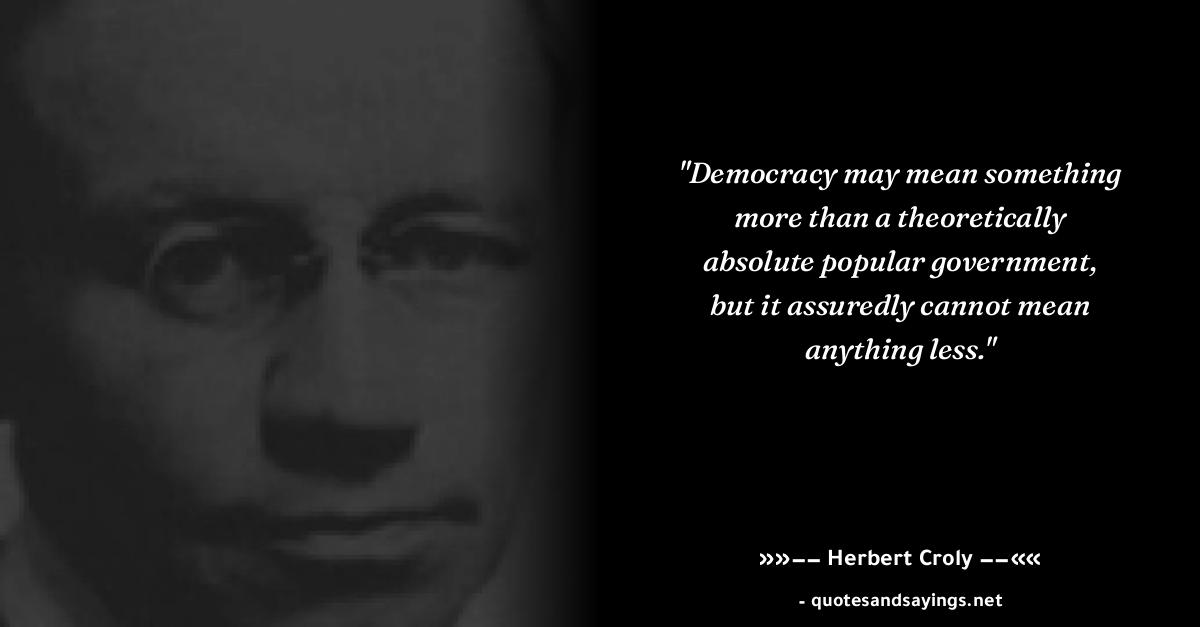 "Democracy may mean something
more than a theoretically
absolute popular government,
but it assuredly cannot mean
anything less."
»»−− Herbert Croly −−««
- quotesandsayings.net